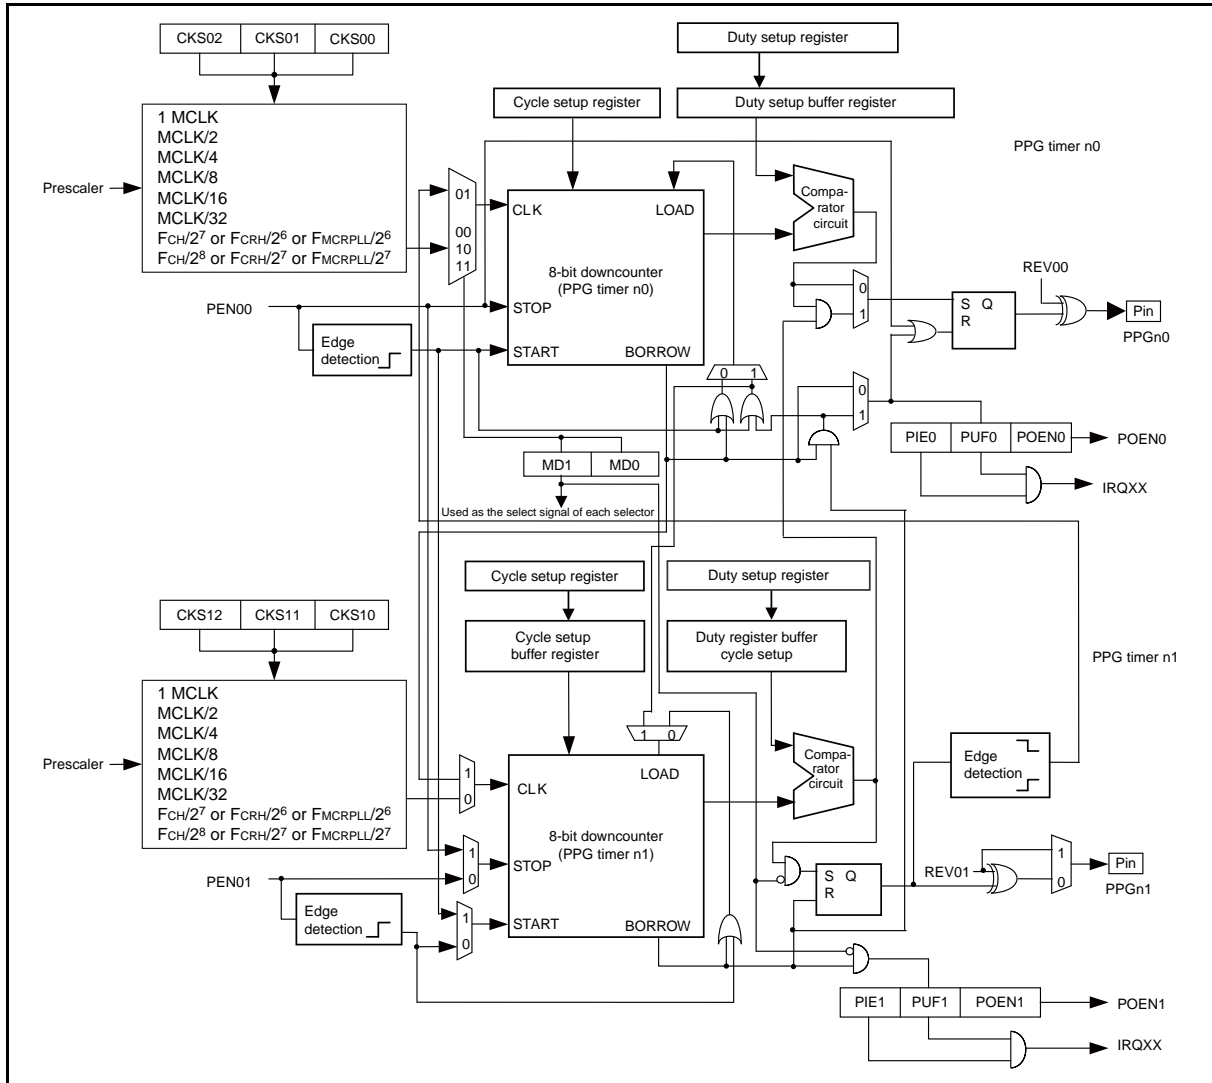 CKS02 CKS01 CKS00
Duty setup register
Cycle setup register
Duty setup buffer register
1 MCLK
MCLK/2
MCLK/4
MCLK/8
MCLK/16
MCLK/32
FCH/2⁷ or FCRH/2⁶ or FMCRPLL/2⁶
FCH/2⁸ or FCRH/2⁷ or FMCRPLL/2⁷
Prescaler
PPG timer n0
01
00
10
11
CLK
LOAD
8-bit downcounter
(PPG timer n0)
STOP
START
BORROW
Compa-
rator
circuit
PEN00
Edge
detection
0
1
S Q
R
REV00
Pin
PPGn0
0 1
0
1
PIE0 PUF0 POEN0
POEN0
IRQXX
MD1 MD0
Used as the select signal of each selector
Cycle setup register
Duty setup register
CKS12 CKS11 CKS10
Cycle setup
buffer register
Duty register buffer
cycle setup
PPG timer n1
1 MCLK
MCLK/2
MCLK/4
MCLK/8
MCLK/16
MCLK/32
FCH/2⁷ or FCRH/2⁶ or FMCRPLL/2⁶
FCH/2⁸ or FCRH/2⁷ or FMCRPLL/2⁷
Prescaler
1 0
1
0
CLK
LOAD
8-bit downcounter
(PPG timer n1)
STOP
START
BORROW
Compa-
rator
circuit
Edge
detection
1
0
PEN01
Edge
detection
1
0
S Q
R
REV01
1
0
Pin
PPGn1
PIE1 PUF1 POEN1
POEN1
IRQXX